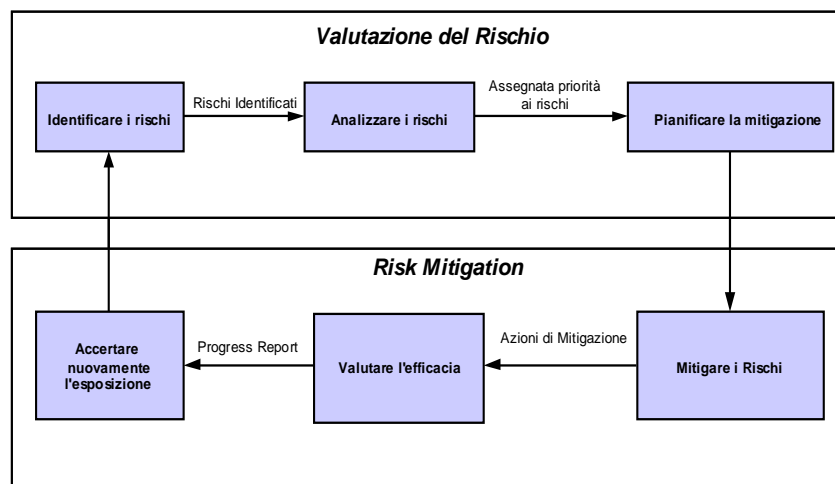 Valutazione del Rischio
Identificare i rischi
Rischi Identificati
Analizzare i rischi
Assegnata priorità
ai rischi
Pianificare la mitigazione
Risk Mitigation
Accertare
nuovamente
l'esposizione
Progress Report
Valutare l'efficacia
Azioni di Mitigazione
Mitigare i Rischi